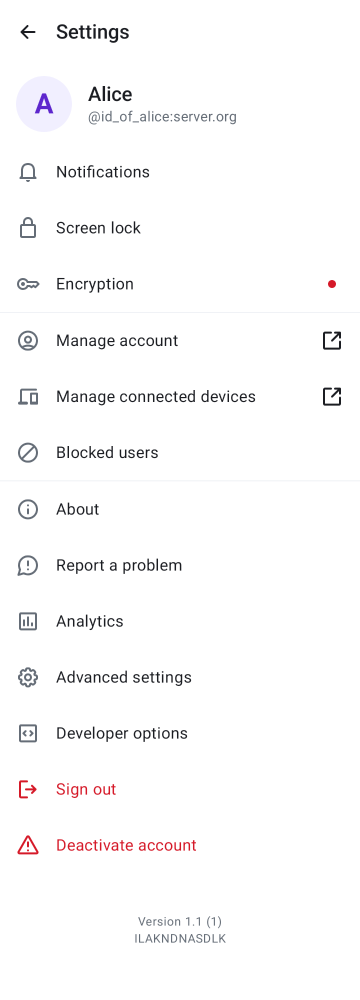 Settings
A
Alice
@id_of_alice:server.org
Notifications
Screen lock
Encryption
Manage account
Manage connected devices
Blocked users
About
Report a problem
Analytics
Advanced settings
Developer options
Sign out
Deactivate account
Version 1.1 (1)
ILAKNDNASDLK